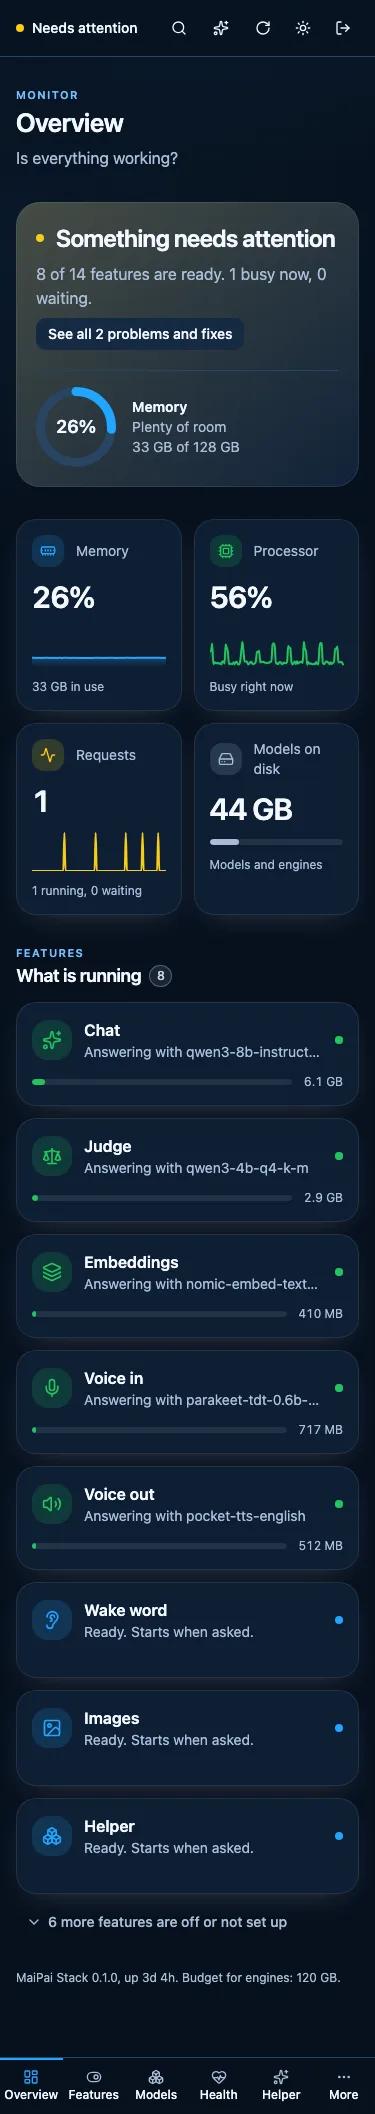 Needs attention
MONITOR
Overview
Is everything working?
Something needs attention
8 of 14 features are ready. 1 busy now, 0
waiting.
See all 2 problems and fixes
26%
Memory
Plenty of room
33 GB of 128 GB
Memory
26%
33 GB in use
Processor
56%
Busy right now
Requests
1
1 running, 0 waiting
Models on
disk
44 GB
Models and engines
FEATURES
What is running 8
Chat
Answering with qwen3-8b-instruct...
6.1 GB
Judge
Answering with qwen3-4b-q4-k-m
2.9 GB
Embeddings
Answering with nomic-embed-text...
410 MB
Voice in
Answering with parakeet-tdt-0.6b-...
717 MB
Voice out
Answering with pocket-tts-english
512 MB
Wake word
Ready. Starts when asked.
Images
Ready. Starts when asked.
Helper
Ready. Starts when asked.
6 more features are off or not set up
MaiPai Stack 0.1.0, up 3d 4h. Budget for engines: 120 GB.
Overview Features Models Health Helper More